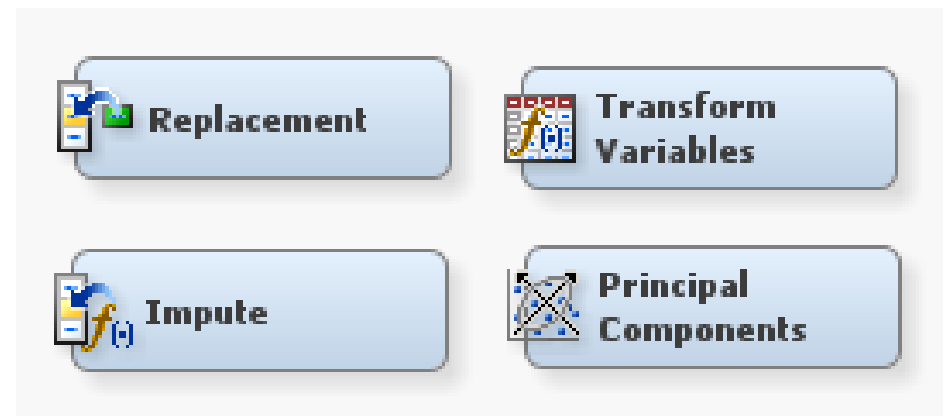 Replacement
Transform
Variables
Impute
Principal
Components